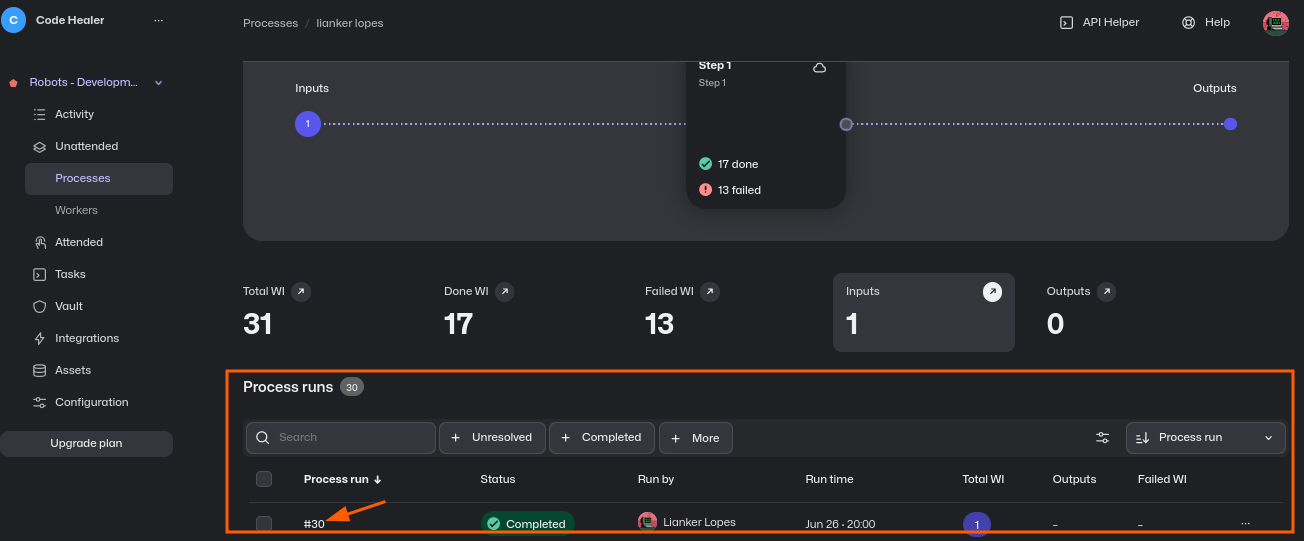 C Code Healer ...
Processes / lianker lopes
API Helper Help
Robots - Developm...
Activity
Unattended
Processes
Workers
Attended
Tasks
Vault
Integrations
Assets
Configuration
Upgrade plan
Step 1
Step 1
Inputs
Outputs
1
17 done
13 failed
Total WI Done WI Failed WI Inputs Outputs
31 17 13 1 0
Process runs 30
Search + Unresolved + Completed + More Process run
Process run ↓ Status Run by Run time Total WI Outputs Failed WI
#30 Completed Lianker Lopes Jun 26 • 20:00 1 – – ...